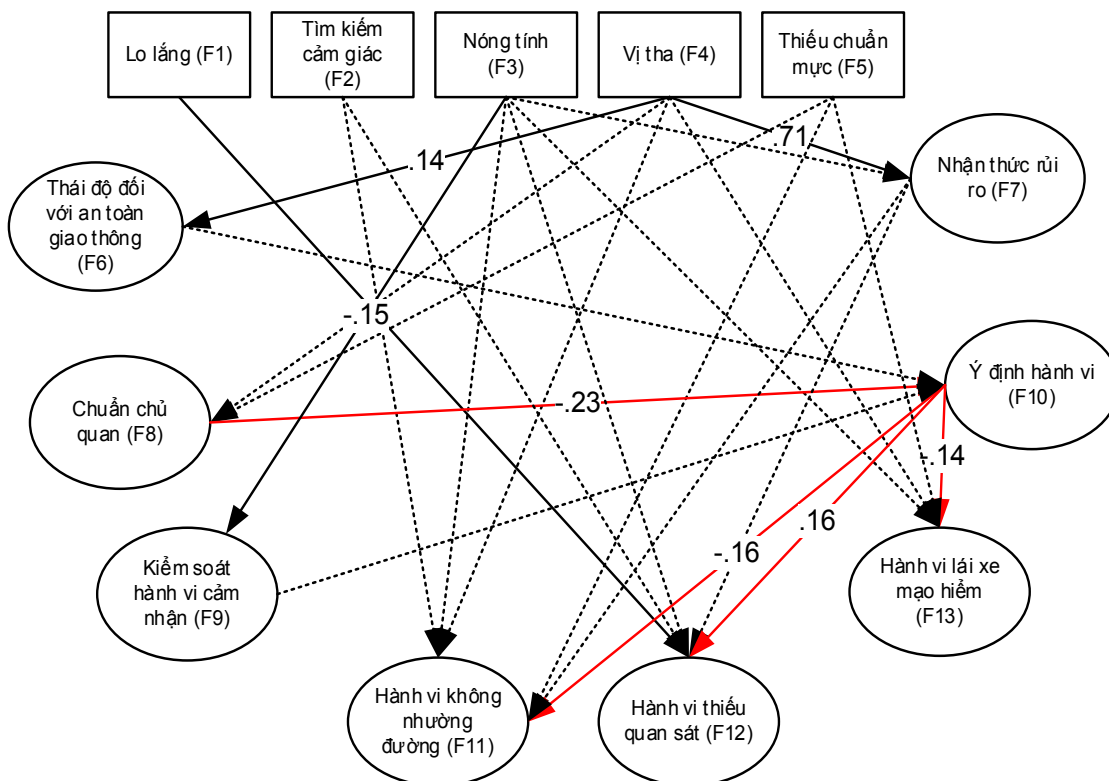 Lo lắng (F1)
Tìm kiếm
cảm giác
(F2)
Nóng tính
(F3)
Vị tha (F4)
Thiếu chuẩn
mực (F5)
.71
.14
Thái độ đối
với an toàn
giao thông
(F6)
Nhận thức rủi
ro (F7)
-.15
Chuẩn chủ
quan (F8)
-.23
Ý định hành vi
(F10)
-.14
.16
-.16
Kiểm soát
hành vi cảm
nhận (F9)
Hành vi lái xe
mạo hiểm
(F13)
Hành vi không
nhường
đường (F11)
Hành vi thiếu
quan sát (F12)